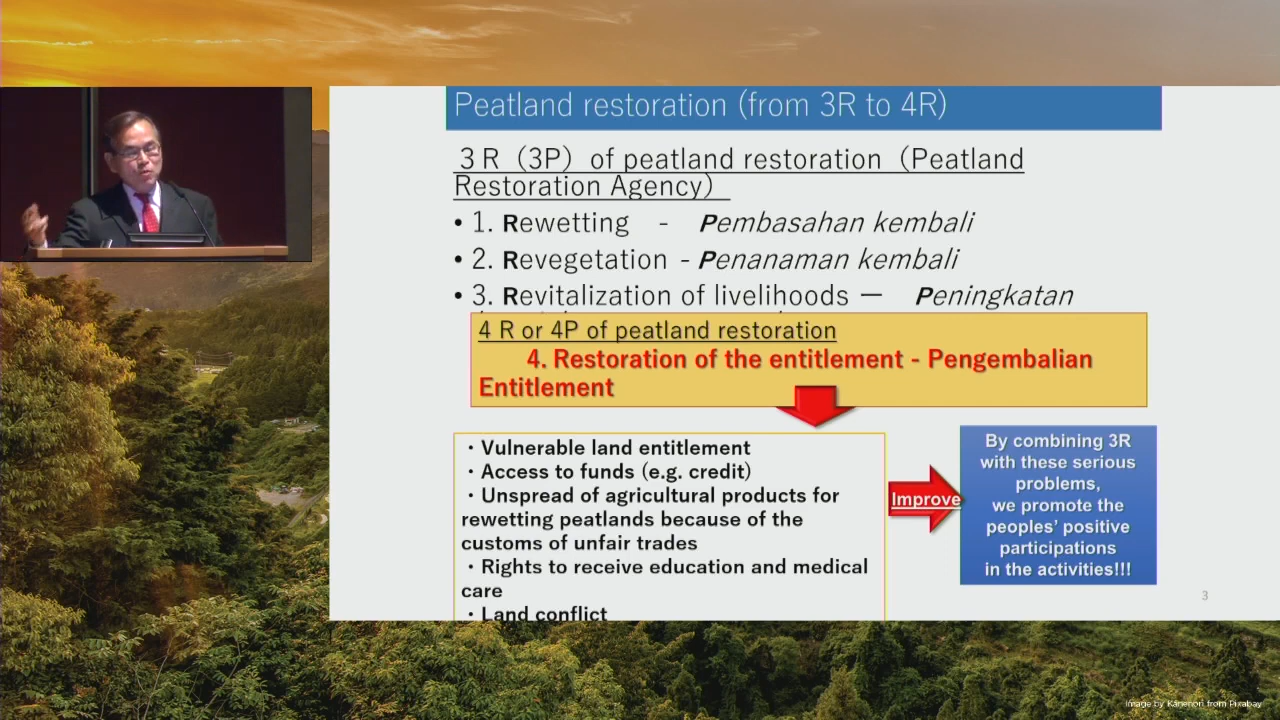 Peatland restoration (from 3R to 4R)
3 R（3P）of peatland restoration（Peatland
Restoration Agency）
• 1. Rewetting - Pembasahan kembali
• 2. Revegetation - Penanaman kembali
• 3. Revitalization of livelihoods ー Peningkatan
4 R or 4P of peatland restoration
4. Restoration of the entitlement - Pengembalian
Entitlement
・Vulnerable land entitlement
・Access to funds (e.g. credit)
・Unspread of agricultural products for
rewetting peatlands because of the
customs of unfair trades
・Rights to receive education and medical
care
・Land conflict
Improve
By combining 3R
with these serious
problems,
we promote the
peoples’ positive
participations
in the activities!!!
3
Image by Kanenori from Pixabay